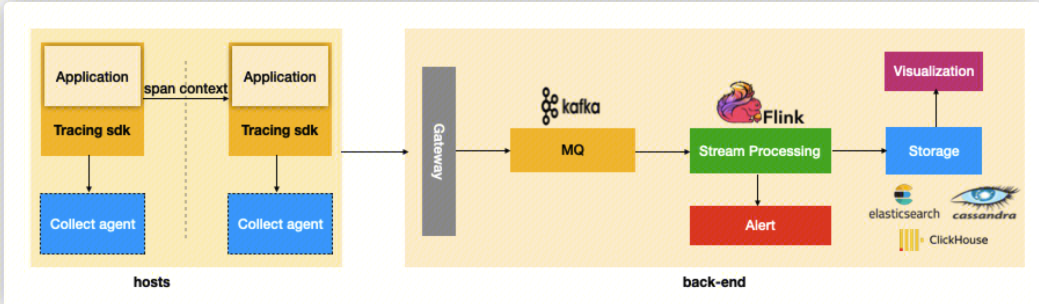 Application
span context
Application
Tracing sdk
Tracing sdk
Collect agent
Collect agent
hosts
Gateway
kafka
MQ
Flink
Stream Processing
Alert
Visualization
Storage
elasticsearch
cassandra
ClickHouse
back-end